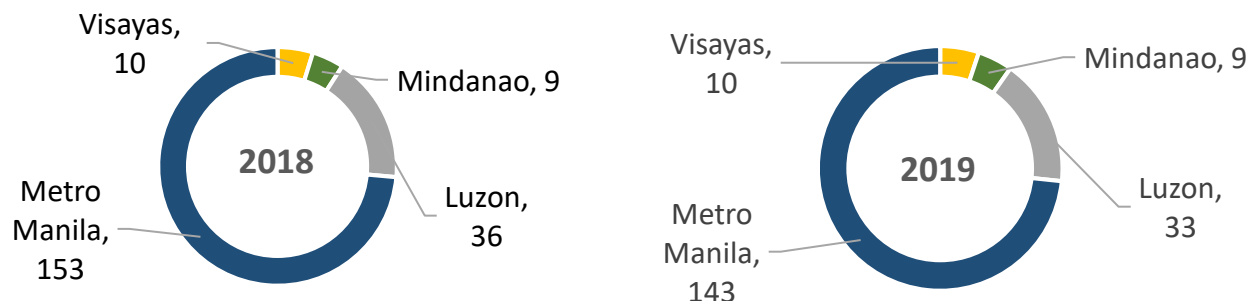 Visayas,
10
Mindanao, 9
2018
Metro
Manila,
153
Luzon,
36
Visayas,
10
Mindanao, 9
2019
Metro
Manila,
143
Luzon,
33